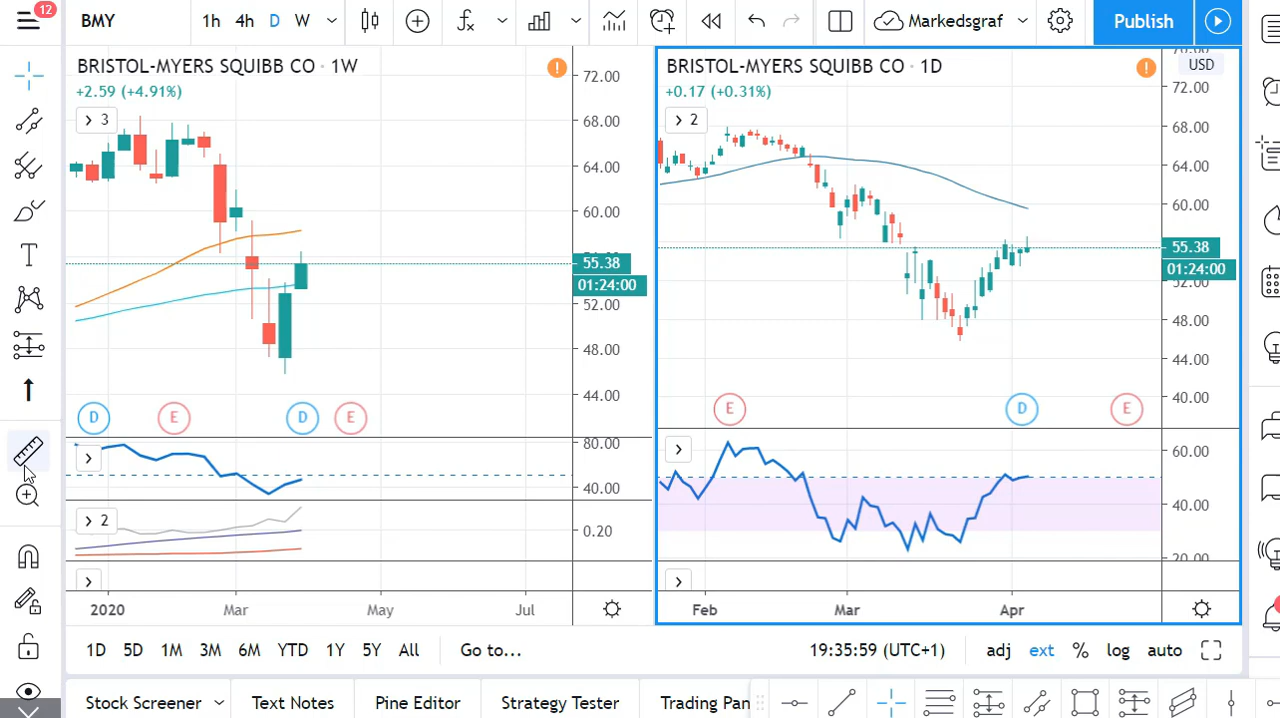 12
BMY
1h 4h D W
Markedsgraf
Publish
BRISTOL-MYERS SQUIBB CO · 1W
+2.59 (+4.91%)
3
72.00
68.00
64.00
60.00
55.38
01:24:00
52.00
48.00
44.00
D E D E
80.00
40.00
2
0.20
2020 Mar May Jul
BRISTOL-MYERS SQUIBB CO · 1D
+0.17 (+0.31%)
2
USD
76.00
72.00
68.00
64.00
60.00
55.38
01:24:00
52.00
48.00
44.00
40.00
E D E
60.00
40.00
20.00
Feb Mar Apr
1D 5D 1M 3M 6M YTD 1Y 5Y All Go to...
19:35:59 (UTC+1) adj ext % log auto
Stock Screener Text Notes Pine Editor Strategy Tester Trading Pan
T